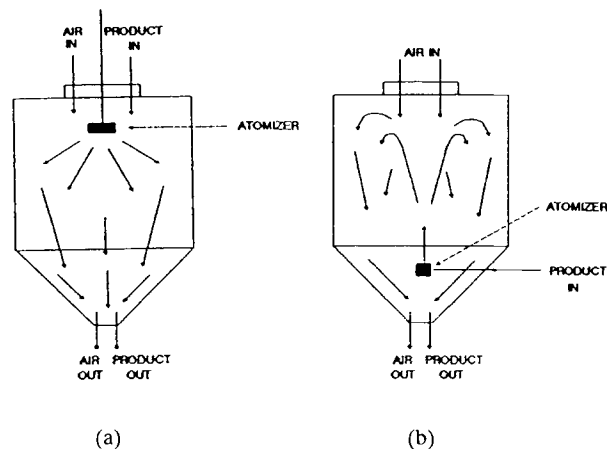 AIR
IN
PRODUCT
IN
ATOMIZER
AIR
OUT
PRODUCT
OUT
(a)
AIR IN
ATOMIZER
PRODUCT
IN
AIR
OUT
PRODUCT
OUT
(b)